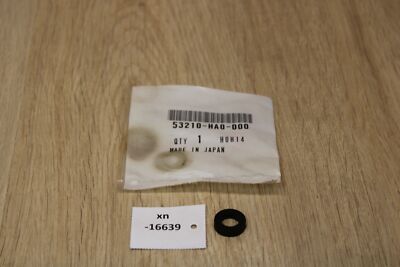 53210-HA0-000
QTY 1 H0H14
MADE IN JAPAN
xn
-16639